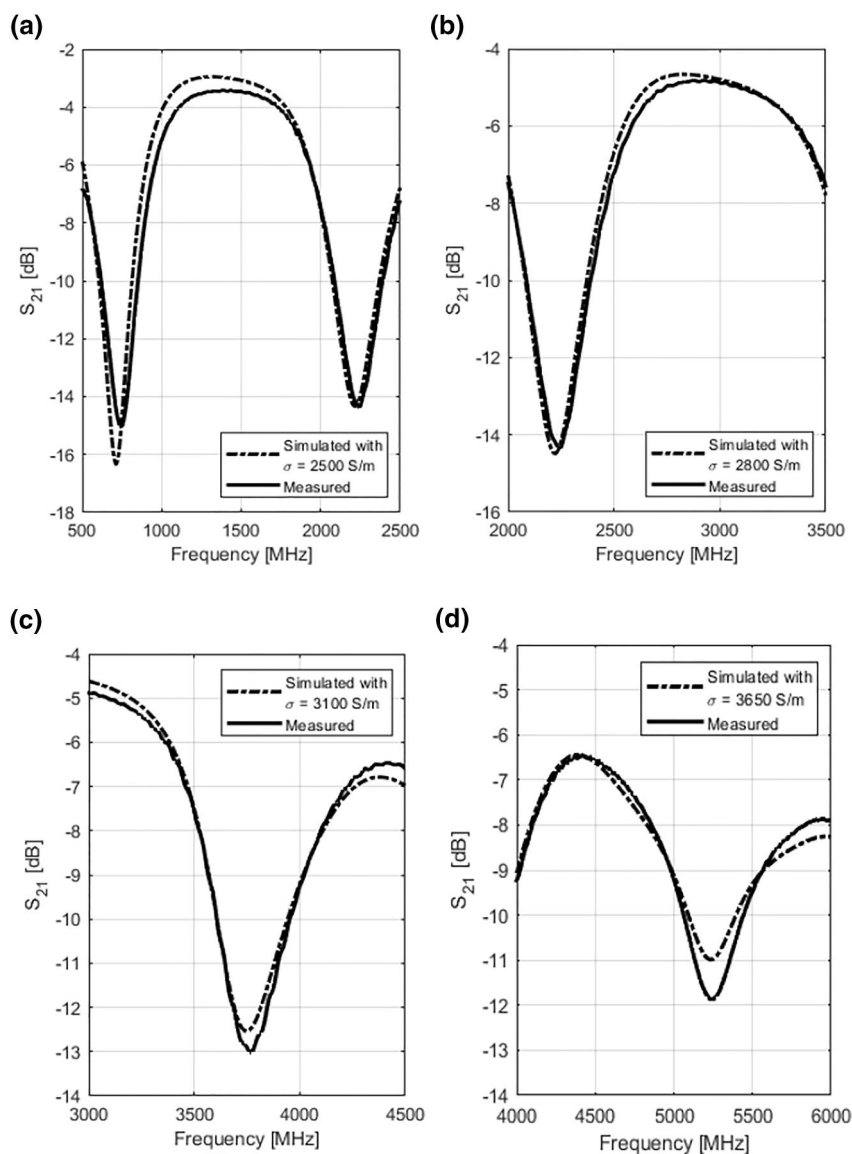 (a)
-2
-4
-6
-8
-10
-12
-14
-16
-18
S21 [dB]
500
1000
1500
2000
2500
Frequency [MHz]
Simulated with
σ = 2500 S/m
Measured
(b)
-4
-6
-8
-10
-12
-14
-16
S21 [dB]
2000
2500
3000
3500
Frequency [MHz]
Simulated with
σ = 2800 S/m
Measured
(c)
-4
-5
-6
-7
-8
-9
-10
-11
-12
-13
-14
S21 [dB]
3000
3500
4000
4500
Frequency [MHz]
Simulated with
σ = 3100 S/m
Measured
(d)
-4
-5
-6
-7
-8
-9
-10
-11
-12
-13
-14
S21 [dB]
4000
4500
5000
5500
6000
Frequency [MHz]
Simulated with
σ = 3650 S/m
Measured